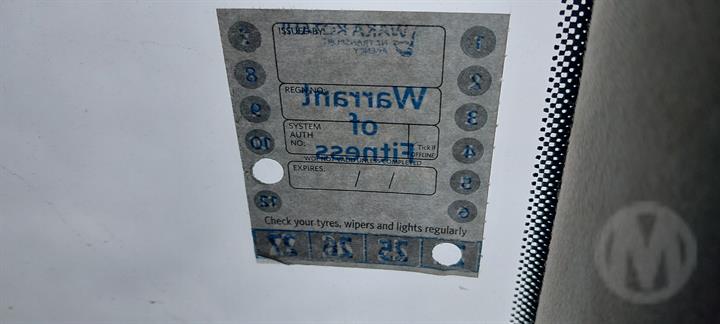 ISSUED BY:
WAKA KOTAHI
NZ TRANSPORT
AGENCY
1
8
2
REGN NO:
Warrant
9
3
SYSTEM
AUTH
NO:
of
Tick if
OFFLINE
10
4
Fitness
EXPIRES: / /
5
12
6
Check your tyres, wipers and lights regularly
27 26 25